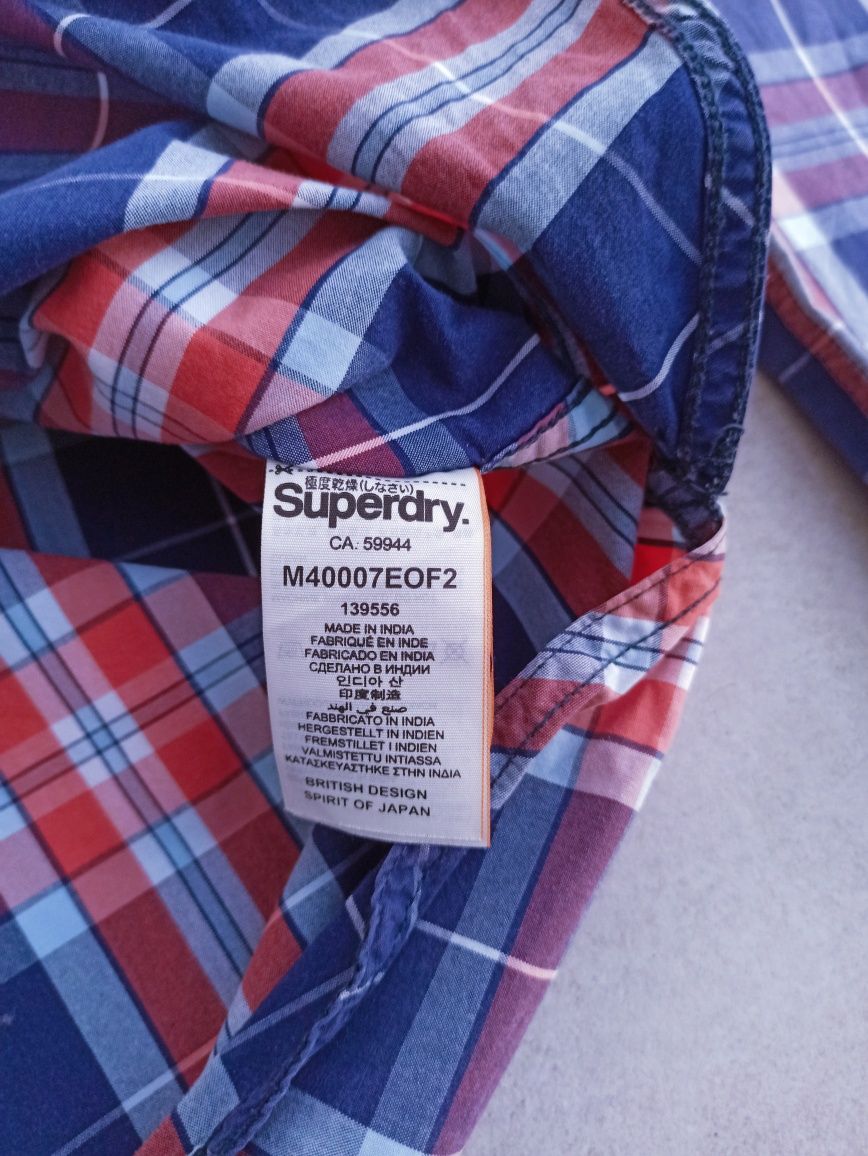 極度乾燥(しなさい)
Superdry.
CA. 59944
M40007EOF2
139556
MADE IN INDIA
FABRIQUÉ EN INDE
FABRICADO EN INDIA
СДЕЛАНО В ИНДИИ
인디아 산
印度制造
صنع في الهند
FABBRICATO IN INDIA
HERGESTELLT IN INDIEN
FREMSTILLET I INDIEN
VALMISTETTU INTIASSA
ΚΑΤΑΣΚΕΥΑΣΤΗΚΕ ΣΤΗΝ ΙΝΔΙΑ
BRITISH DESIGN
SPIRIT OF JAPAN